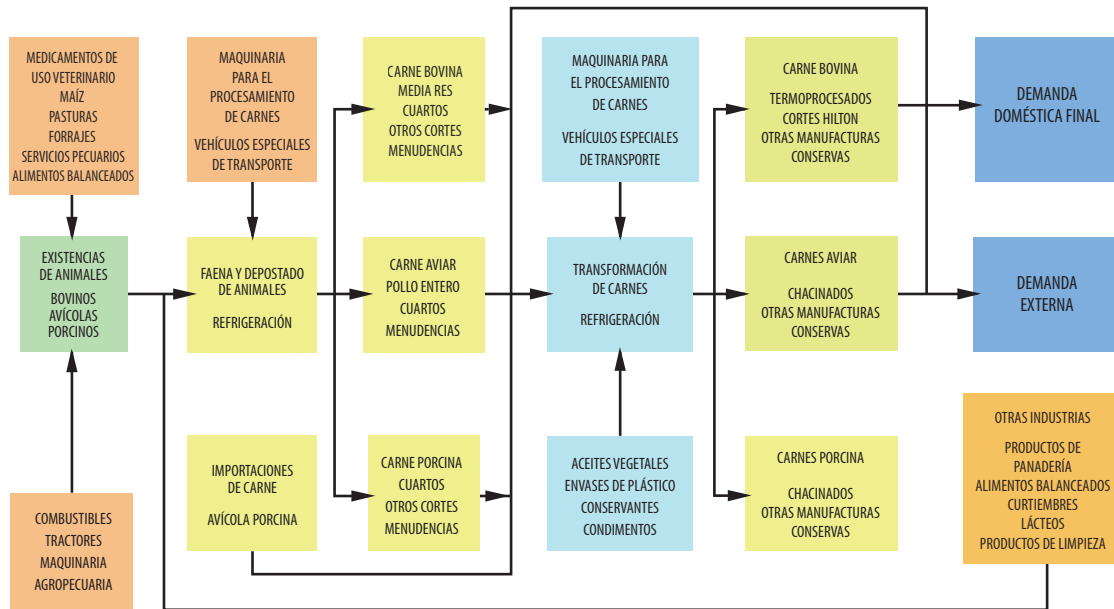 MEDICAMENTOS DE
USO VETERINARIO
MAÍZ
PASTURAS
FORRAJES
SERVICIOS PECUARIOS
ALIMENTOS BALANCEADOS
MAQUINARIA
PARA EL
PROCESAMIENTO
DE CARNES
VEHÍCULOS ESPECIALES
DE TRANSPORTE
CARNE BOVINA
MEDIA RES
CUARTOS
OTROS CORTES
MENUDENCIAS
MAQUINARIA PARA
EL PROCESAMIENTO
DE CARNES
VEHÍCULOS ESPECIALES
DE TRANSPORTE
CARNE BOVINA
TERMOPROCESADOS
CORTES HILTON
OTRAS MANUFACTURAS
CONSERVAS
DEMANDA
DOMÉSTICA FINAL
EXISTENCIAS
DE ANIMALES
BOVINOS
AVÍCOLAS
PORCINOS
FAENA Y DEPOSTADO
DE ANIMALES
REFRIGERACIÓN
CARNE AVIAR
POLLO ENTERO
CUARTOS
MENUDENCIAS
TRANSFORMACIÓN
DE CARNES
REFRIGERACIÓN
CARNES AVIAR
CHACINADOS
OTRAS MANUFACTURAS
CONSERVAS
DEMANDA
EXTERNA
COMBUSTIBLES
TRACTORES
MAQUINARIA
AGROPECUARIA
IMPORTACIONES
DE CARNE
AVÍCOLA PORCINA
CARNE PORCINA
CUARTOS
OTROS CORTES
MENUDENCIAS
ACEITES VEGETALES
ENVASES DE PLÁSTICO
CONSERVANTES
CONDIMENTOS
CARNES PORCINA
CHACINADOS
OTRAS MANUFACTURAS
CONSERVAS
OTRAS INDUSTRIAS
PRODUCTOS DE
PANADERÍA
ALIMENTOS BALANCEADOS
CURTIEMBRES
LÁCTEOS
PRODUCTOS DE LIMPIEZA